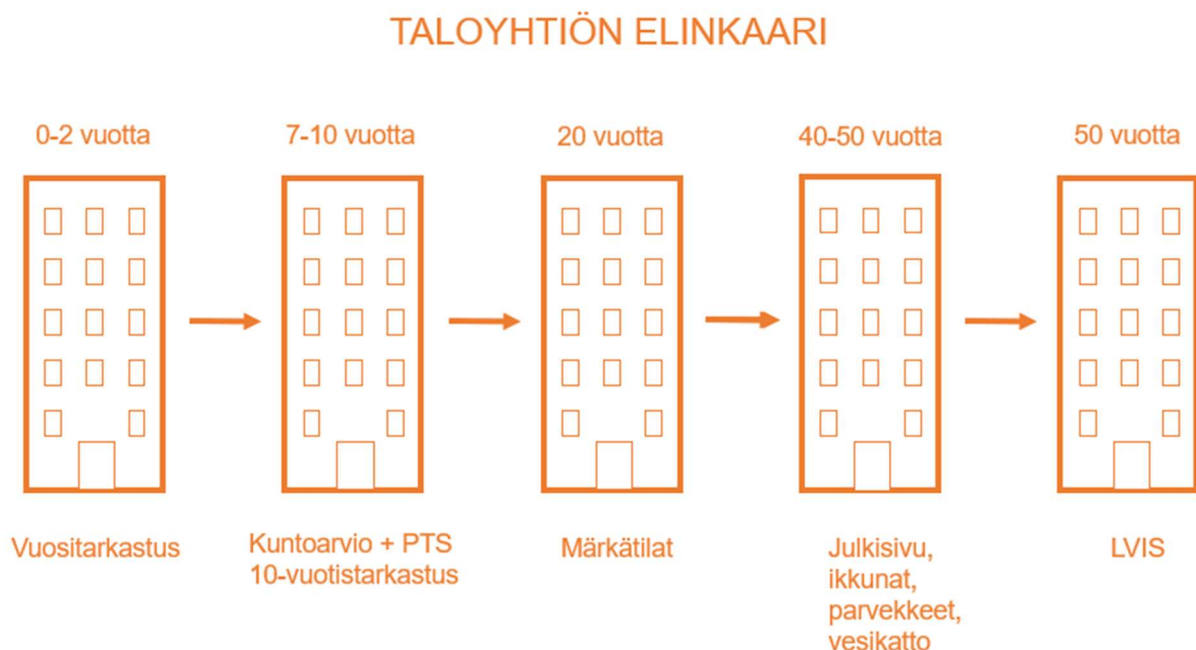 TALOYHTIÖN ELINKAARI
0-2 vuotta
7-10 vuotta
20 vuotta
40-50 vuotta
50 vuotta
Vuositarkastus
Kuntoarvio + PTS
10-vuotistarkastus
Märkätilat
Julkisivu,
ikkunat,
parvekkeet,
vesikatto
LVIS